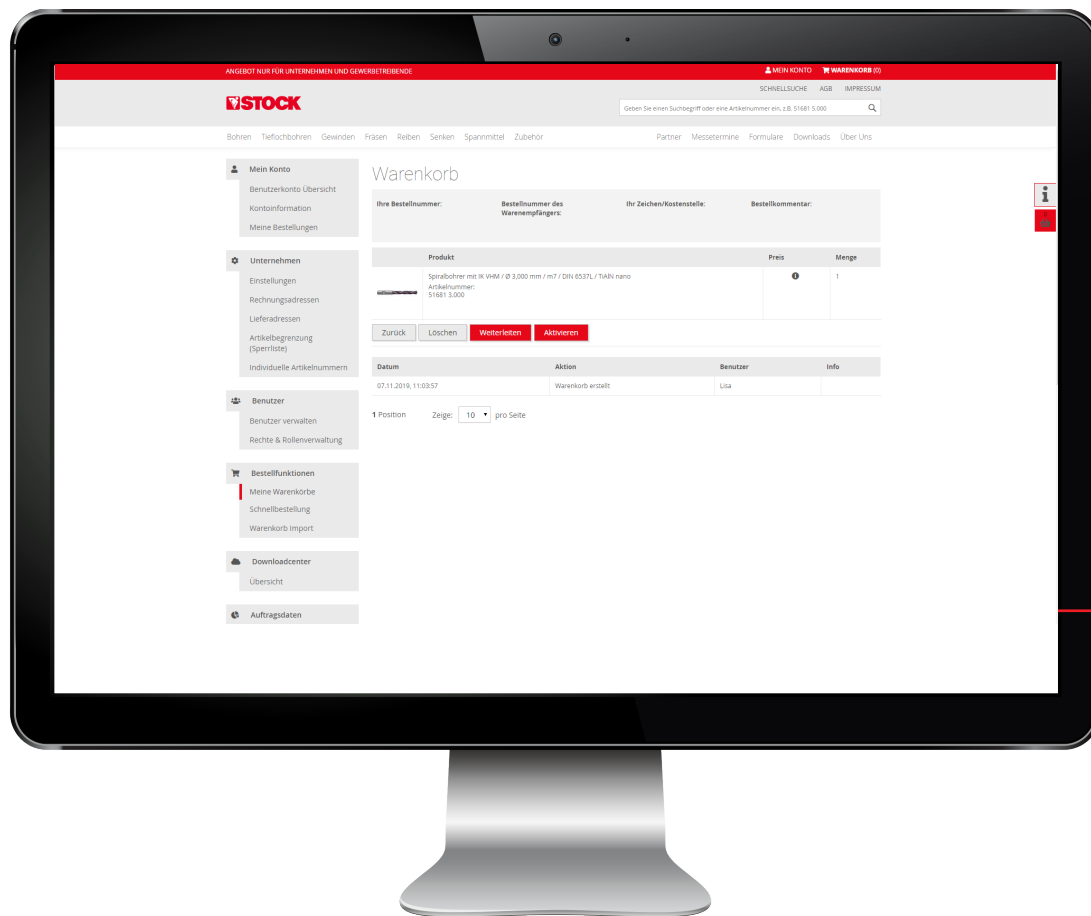 ANGEBOT NUR FÜR UNTERNEHMEN UND GEWERBETREIBENDE
MEIN KONTO WARENKORB (0)
SCHNELLSUCHE AGB IMPRESSUM
STOCK
Geben Sie einen Suchbegriff oder eine Artikelnummer ein, z.B. 51681 5.000
Bohren Tieflochbohren Gewinden Fräsen Reiben Senken Spannmittel Zubehör Partner Messetermine Formulare Downloads Über Uns
Mein Konto
Benutzerkonto Übersicht
Kontoinformation
Meine Bestellungen
Unternehmen
Einstellungen
Rechnungsadressen
Lieferadressen
Artikelbegrenzung
(Sperrliste)
Individuelle Artikelnummern
Benutzer
Benutzer verwalten
Rechte & Rollenverwaltung
Bestellfunktionen
Meine Warenkörbe
Schnellbestellung
Warenkorb Import
Downloadcenter
Übersicht
Auftragsdaten
Warenkorb
Ihre Bestellnummer: Bestellnummer des Ihr Zeichen/Kostenstelle: Bestellkommentar:
Warenempfängers:
Produkt Preis Menge
Spiralbohrer mit IK VHM / Ø 3,000 mm / m7 / DIN 6537L / TiAlN nano 1
Artikelnummer:
51681 3.000
Zurück Löschen Weiterleiten Aktivieren
Datum Aktion Benutzer Info
07.11.2019, 11:03:57 Warenkorb erstellt Lisa
1 Position Zeige: 10 pro Seite